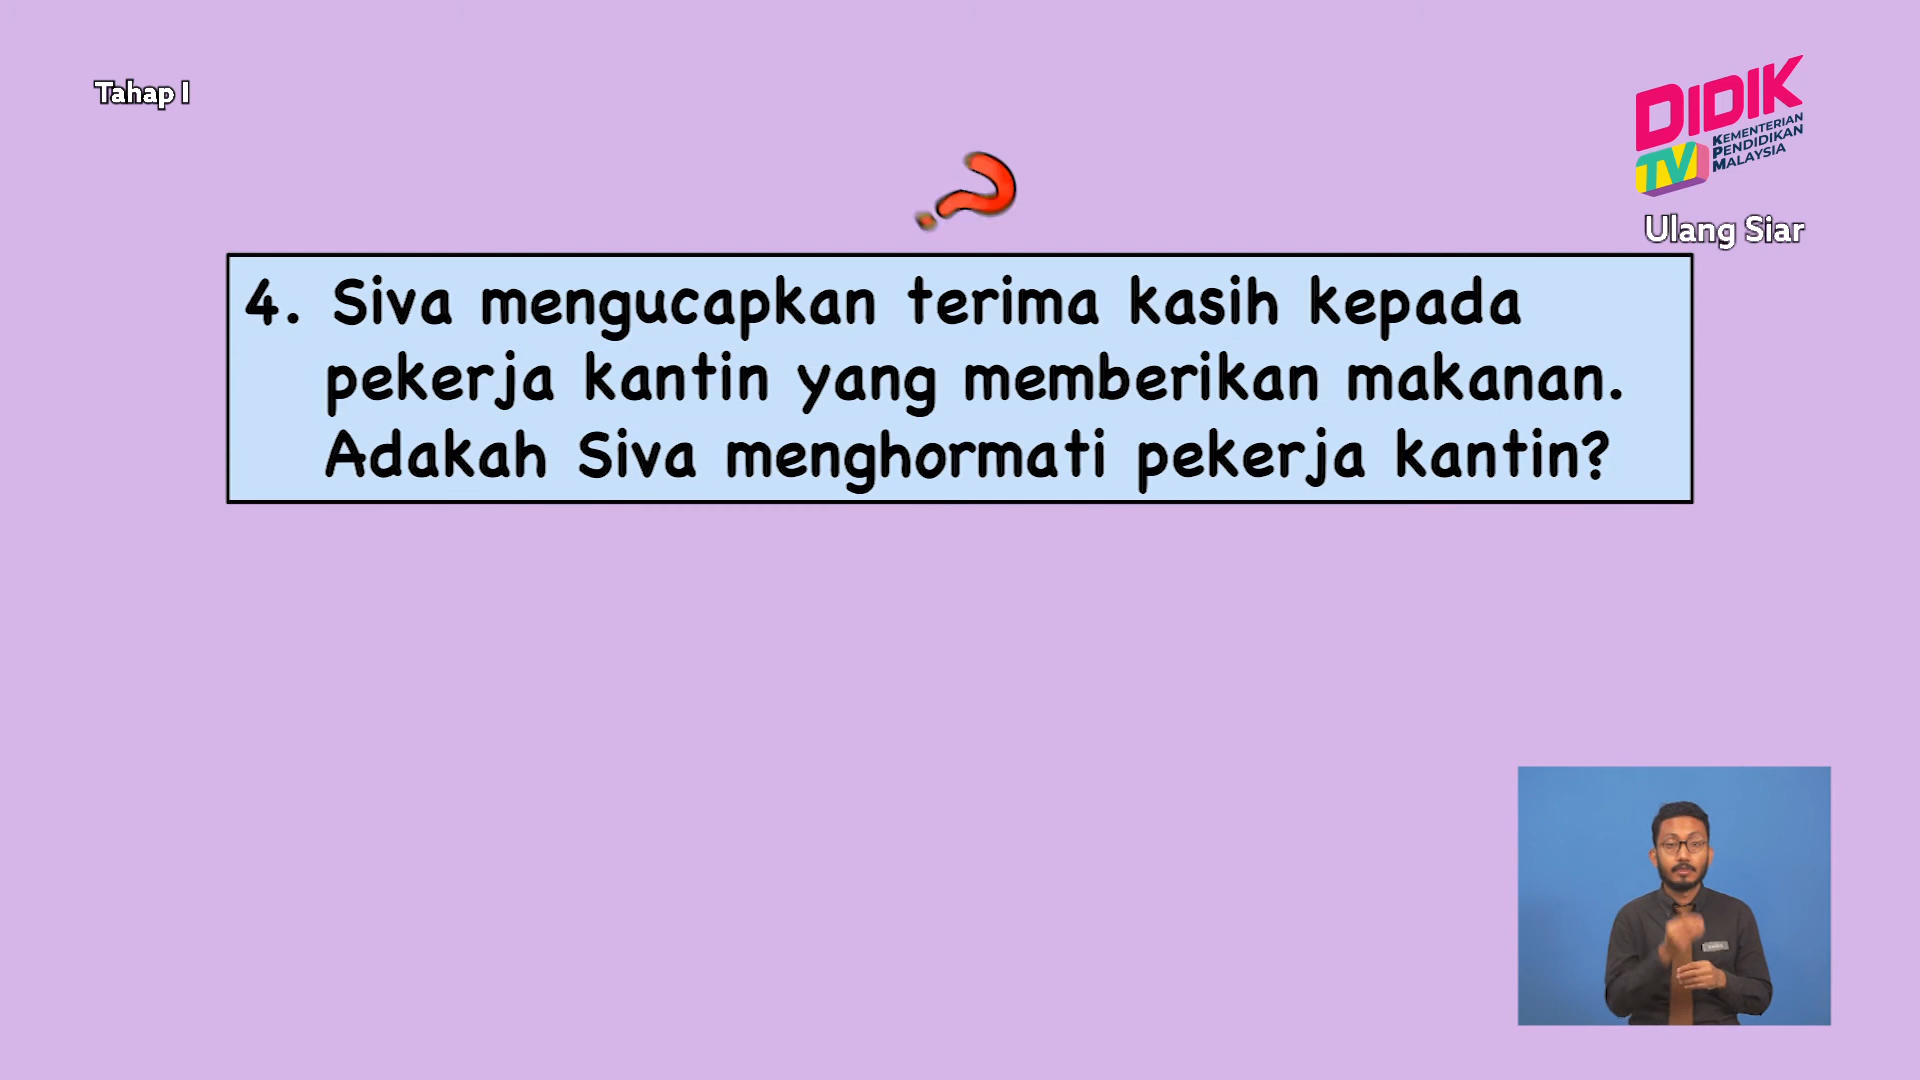 Tahap 1
DIDIK
TV
KEMENTERIAN
PENDIDIKAN
MALAYSIA
Ulang Siar
?
4. Siva mengucapkan terima kasih kepada
pekerja kantin yang memberikan makanan.
Adakah Siva menghormati pekerja kantin?